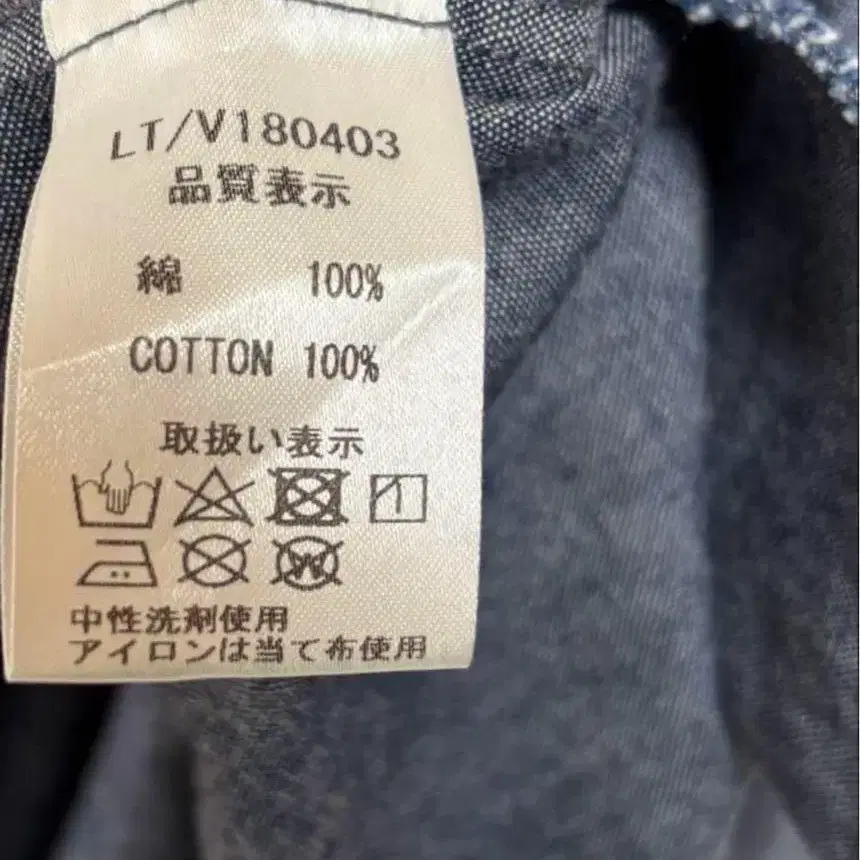 LT/V180403
品質表示
綿 100%
COTTON 100%
取扱い表示
中性洗剤使用
アイロンは当て布使用